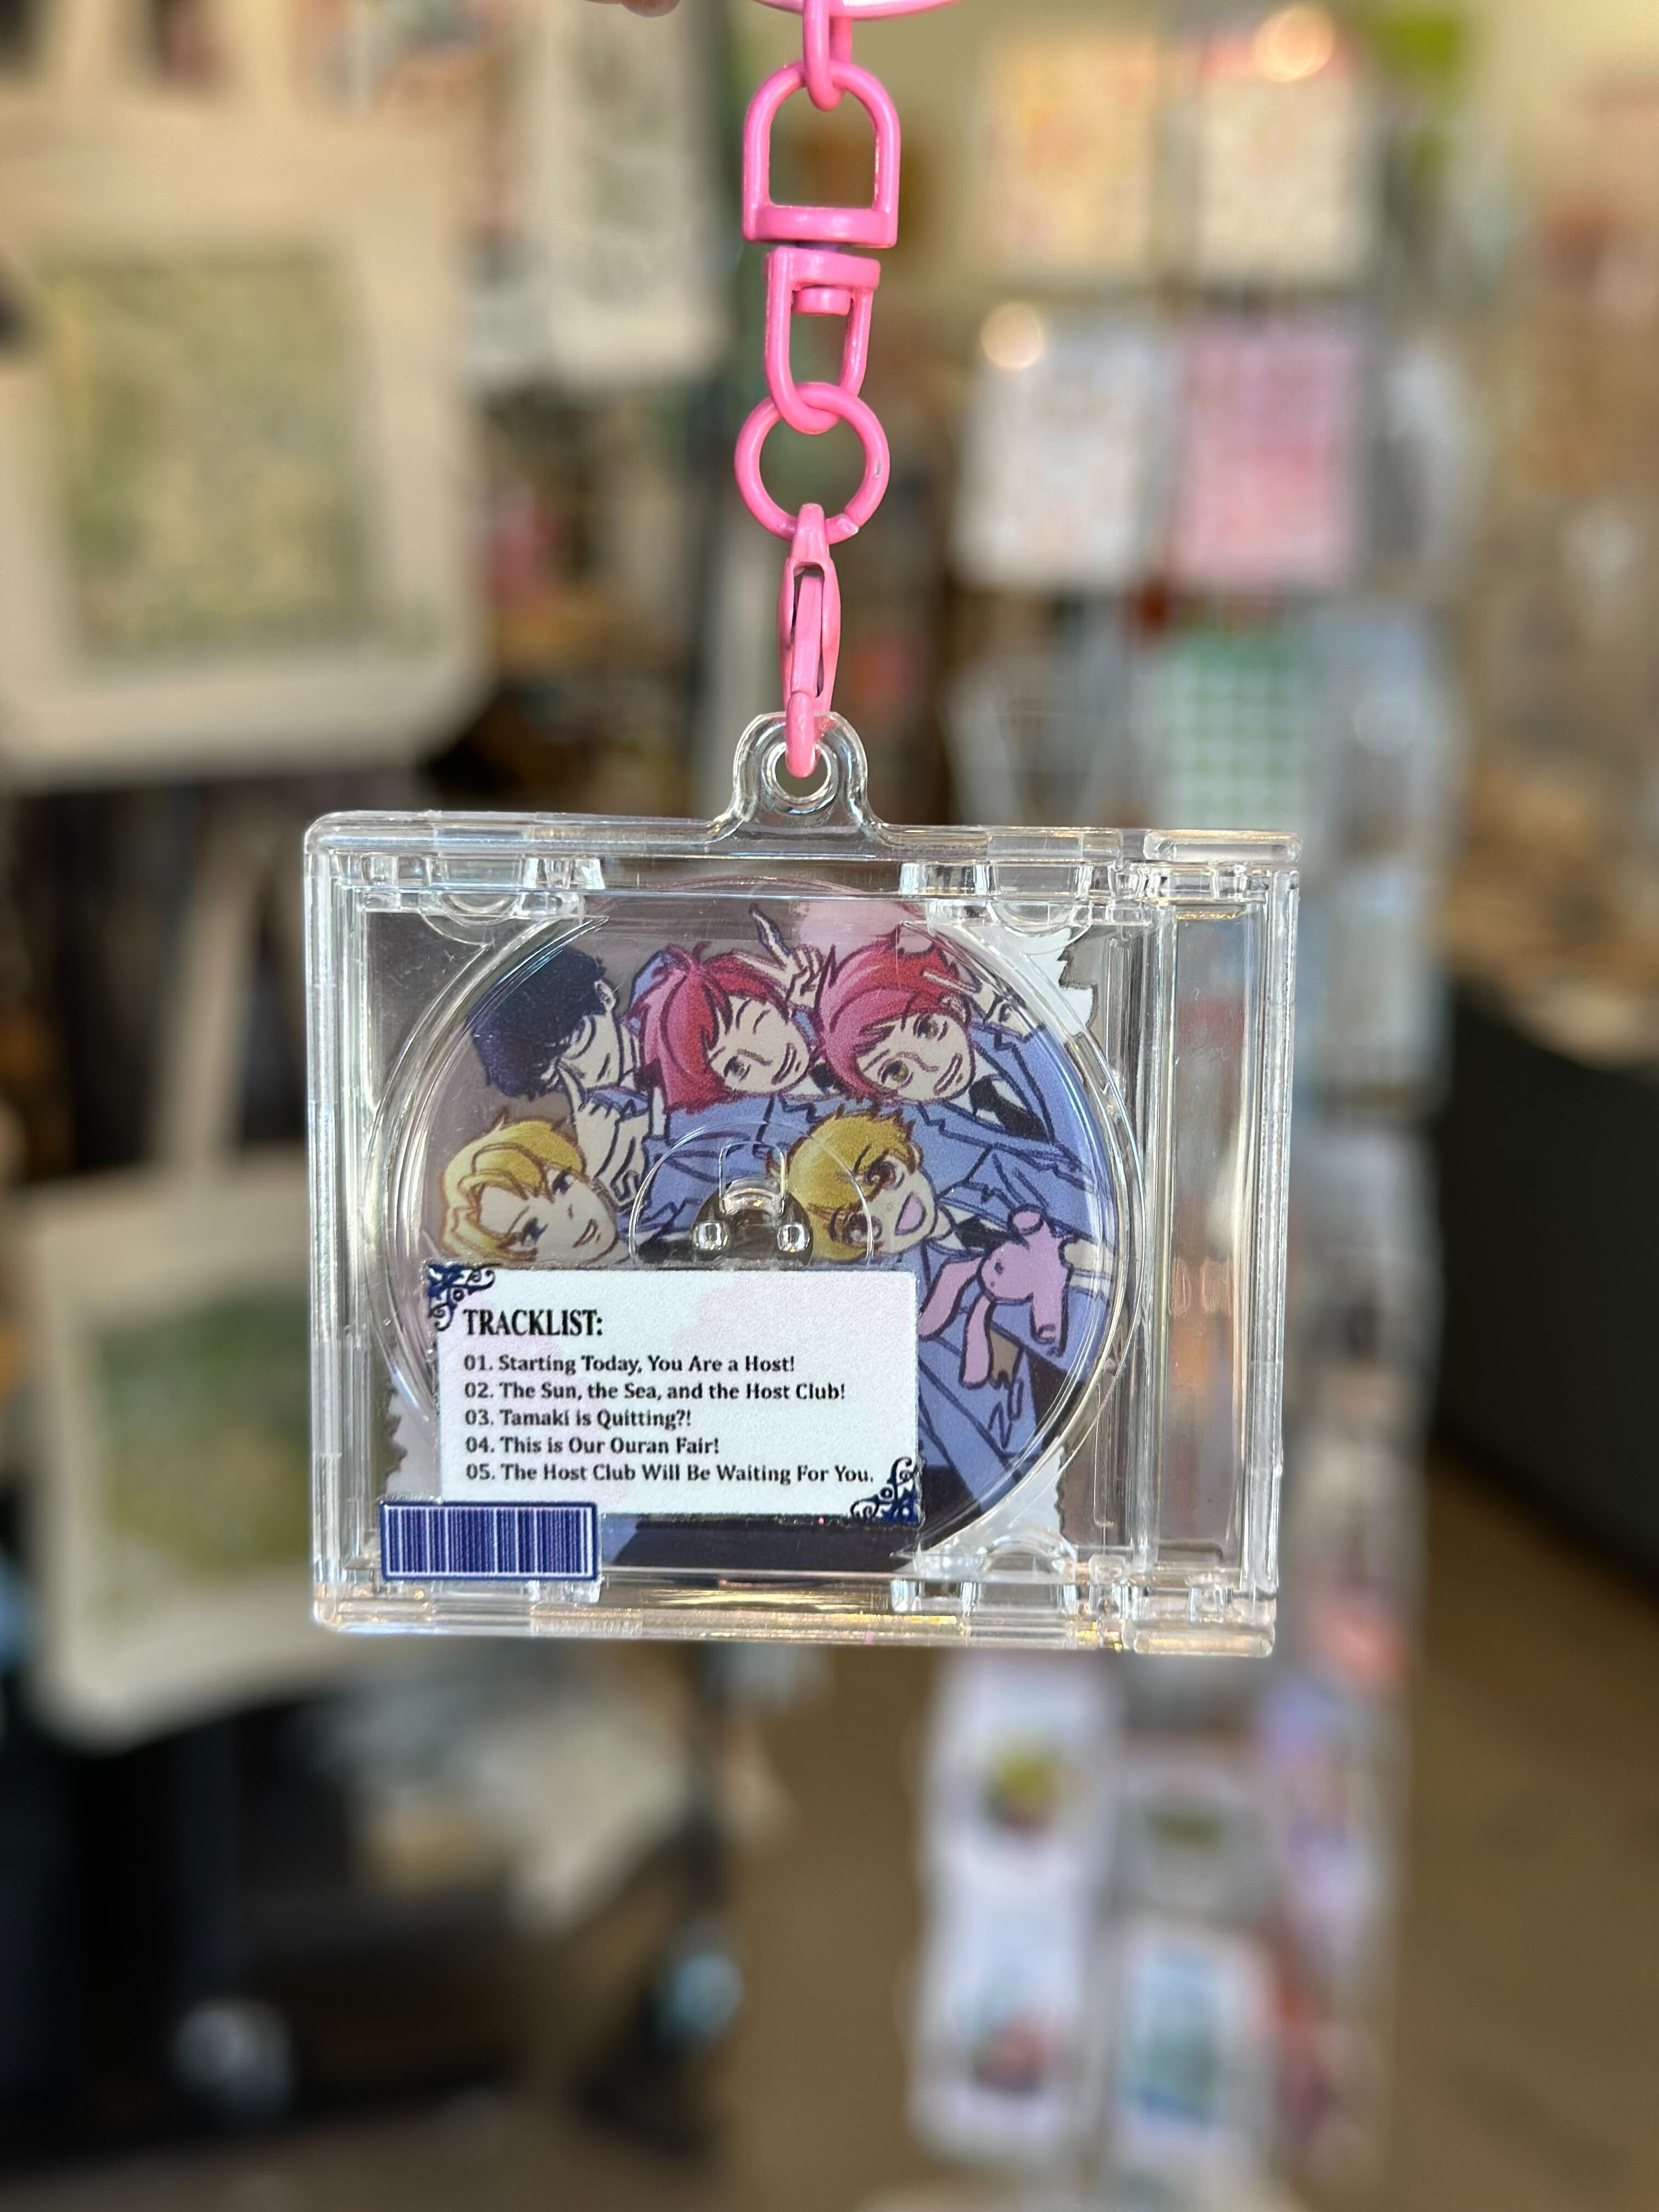 TRACKLIST:
01. Starting Today, You Are a Host!
02. The Sun, the Sea, and the Host Club!
03. Tamaki is Quitting?!
04. This is Our Ouran Fair!
05. The Host Club Will Be Waiting For You.